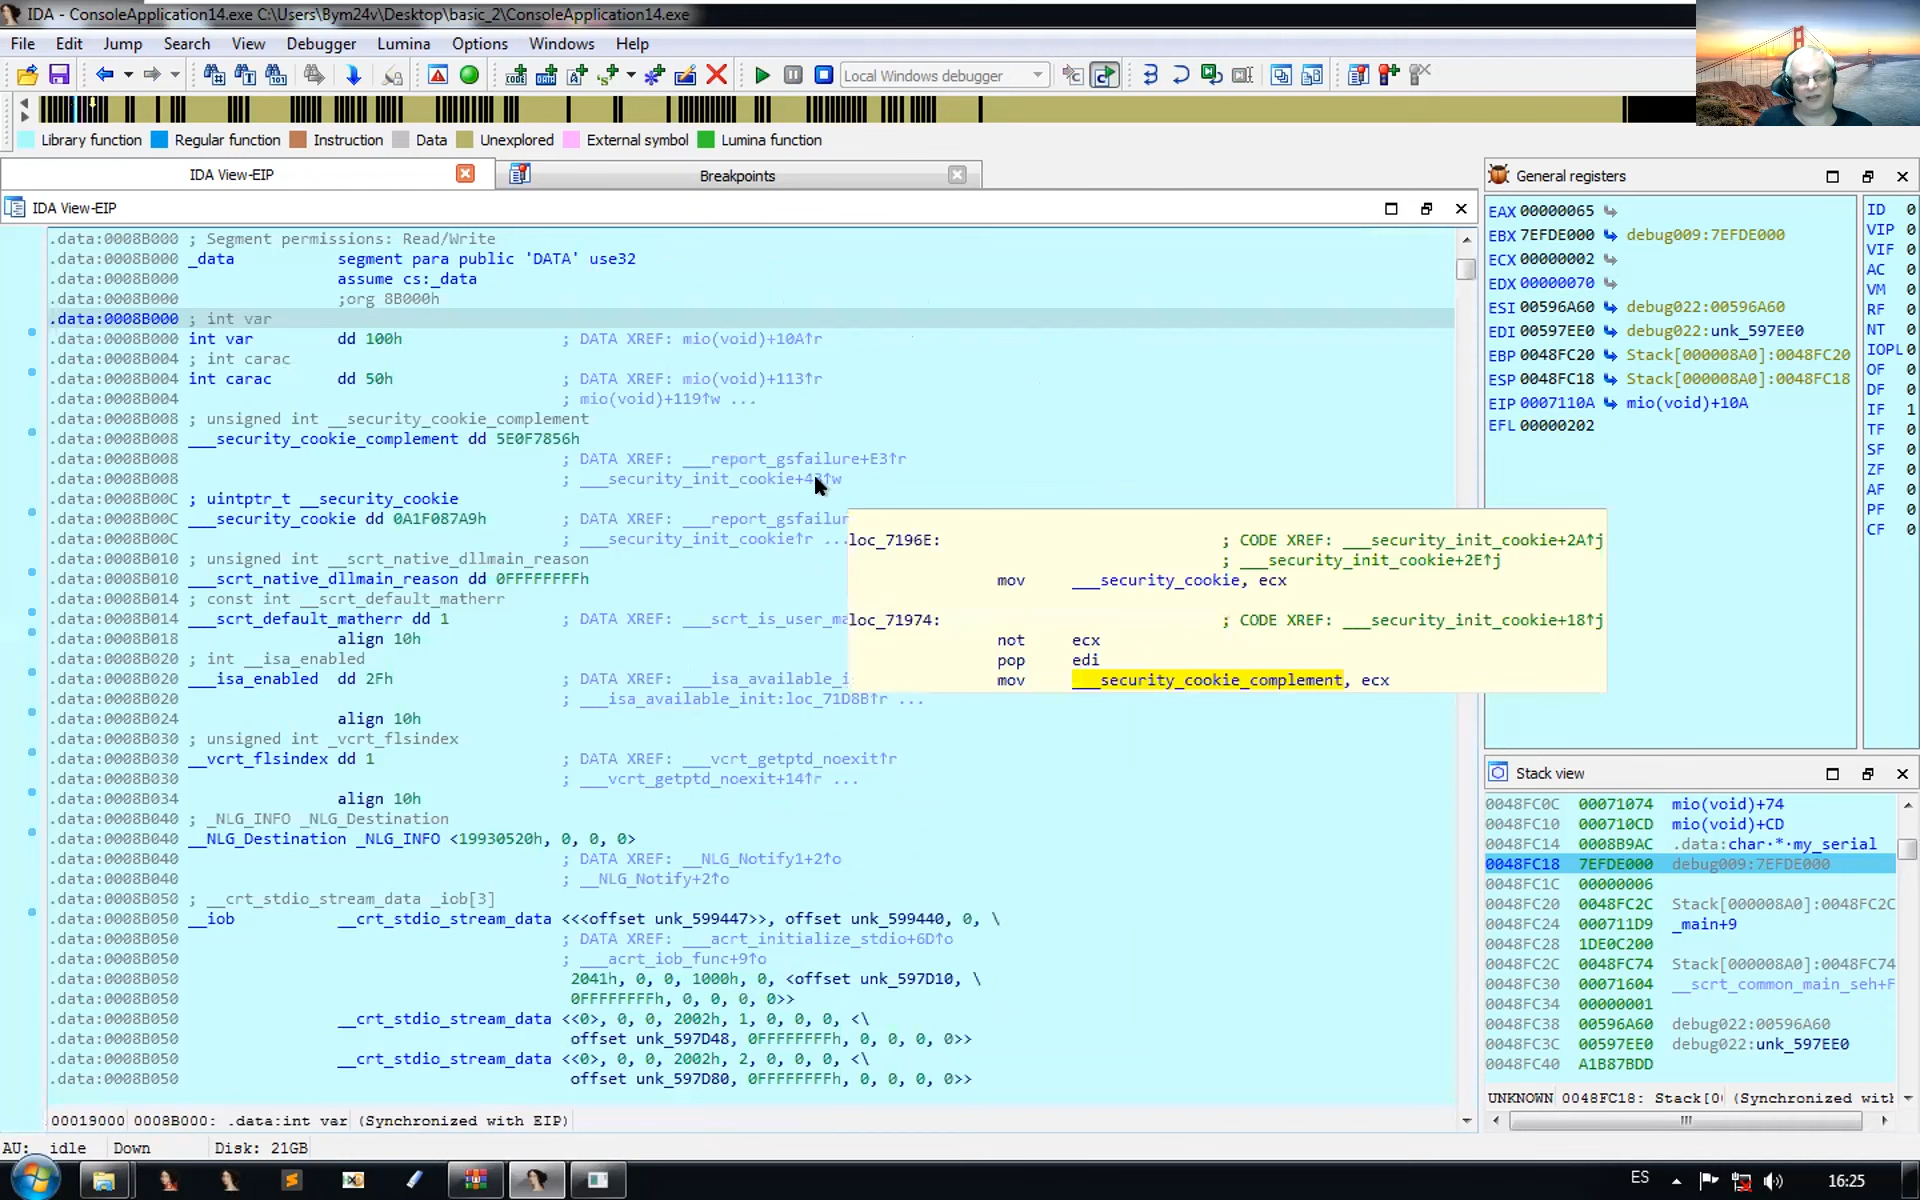 IDA - ConsoleApplication14.exe C:\Users\Bym24v\Desktop\basic_2\ConsoleApplication14.exe
File Edit Jump Search View Debugger Lumina Options Windows Help
Local Windows debugger
Library function Regular function Instruction Data Unexplored External symbol Lumina function
IDA View-EIP Breakpoints
IDA View-EIP
.data:0008B000 ; Segment permissions: Read/Write
.data:0008B000 _data segment para public 'DATA' use32
.data:0008B000 assume cs:_data
.data:0008B000 ;org 8B000h
.data:0008B000 ; int var
.data:0008B000 int var dd 100h ; DATA XREF: mio(void)+10A↑r
.data:0008B004 ; int carac
.data:0008B004 int carac dd 50h ; DATA XREF: mio(void)+113↑r
.data:0008B004 ; mio(void)+119↑w ...
.data:0008B008 ; unsigned int __security_cookie_complement
.data:0008B008 ___security_cookie_complement dd 5E0F7856h
.data:0008B008 ; DATA XREF: ___report_gsfailure+E3↑r
.data:0008B008 ; ___security_init_cookie+4
.data:0008B00C ; uintptr_t __security_cookie
.data:0008B00C ___security_cookie dd 0A1F087A9h ; DATA XREF: ___report_gsfailur
.data:0008B00C ; ___security_init_cookie↑r ...
.data:0008B010 ; unsigned int __scrt_native_dllmain_reason
.data:0008B010 ___scrt_native_dllmain_reason dd 0FFFFFFFFh
.data:0008B014 ; const int __scrt_default_matherr
.data:0008B014 ___scrt_default_matherr dd 1 ; DATA XREF: ___scrt_is_user_ma
.data:0008B018 align 10h
.data:0008B020 ; int __isa_enabled
.data:0008B020 ___isa_enabled dd 2Fh ; DATA XREF: ___isa_available_i
.data:0008B020 ; ___isa_available_init:loc_71D8B↑r ...
.data:0008B024 align 10h
.data:0008B030 ; unsigned int _vcrt_flsindex
.data:0008B030 __vcrt_flsindex dd 1 ; DATA XREF: ___vcrt_getptd_noexit↑r
.data:0008B030 ; ___vcrt_getptd_noexit+14↑r ...
.data:0008B034 align 10h
.data:0008B040 ; _NLG_INFO _NLG_Destination
.data:0008B040 __NLG_Destination _NLG_INFO <19930520h, 0, 0, 0>
.data:0008B040 ; DATA XREF: __NLG_Notify1+2↑o
.data:0008B040 ; __NLG_Notify+2↑o
.data:0008B050 ; __crt_stdio_stream_data _iob[3]
.data:0008B050 __iob __crt_stdio_stream_data <<<offset unk_599447>>, offset unk_599440, 0, \
.data:0008B050 ; DATA XREF: ___acrt_initialize_stdio+6D↑o
.data:0008B050 ; ___acrt_iob_func+9↑o
.data:0008B050 2041h, 0, 0, 1000h, 0, <offset unk_597D10, \
.data:0008B050 0FFFFFFFFh, 0, 0, 0, 0>>
.data:0008B050 __crt_stdio_stream_data <<0>, 0, 0, 2002h, 1, 0, 0, 0, <\
.data:0008B050 offset unk_597D48, 0FFFFFFFFh, 0, 0, 0, 0>>
.data:0008B050 __crt_stdio_stream_data <<0>, 0, 0, 2002h, 2, 0, 0, 0, <\
.data:0008B050 offset unk_597D80, 0FFFFFFFFh, 0, 0, 0, 0>>
00019000 0008B000: .data:int var (Synchronized with EIP)
loc_7196E: ; CODE XREF: ___security_init_cookie+2A↑j
; ___security_init_cookie+2E↑j
mov ___security_cookie, ecx
loc_71974: ; CODE XREF: ___security_init_cookie+18↑j
not ecx
pop edi
mov ___security_cookie_complement, ecx
General registers
EAX 00000065
EBX 7EFDE000 debug009:7EFDE000
ECX 00000002
EDX 00000070
ESI 00596A60 debug022:00596A60
EDI 00597EE0 debug022:unk_597EE0
EBP 0048FC20 Stack[000008A0]:0048FC20
ESP 0048FC18 Stack[000008A0]:0048FC18
EIP 0007110A mio(void)+10A
EFL 00000202
ID 0
VIP 0
VIF 0
AC 0
VM 0
RF 0
NT 0
IOPL 0
OF 0
DF 0
IF 1
TF 0
SF 0
ZF 0
AF 0
PF 0
CF 0
Stack view
0048FC0C 00071074 mio(void)+74
0048FC10 000710CD mio(void)+CD
0048FC14 0008B9AC .data:char·*·my_serial
0048FC18 7EFDE000 debug009:7EFDE000
0048FC1C 00000006
0048FC20 0048FC2C Stack[000008A0]:0048FC2C
0048FC24 000711D9 _main+9
0048FC28 1DE0C200
0048FC2C 0048FC74 Stack[000008A0]:0048FC74
0048FC30 00071604 __scrt_common_main_seh+F
0048FC34 00000001
0048FC38 00596A60 debug022:00596A60
0048FC3C 00597EE0 debug022:unk_597EE0
0048FC40 A1B87BDD
UNKNOWN 0048FC18: Stack[0 (Synchronized with
AU: idle Down Disk: 21GB
ES 16:25